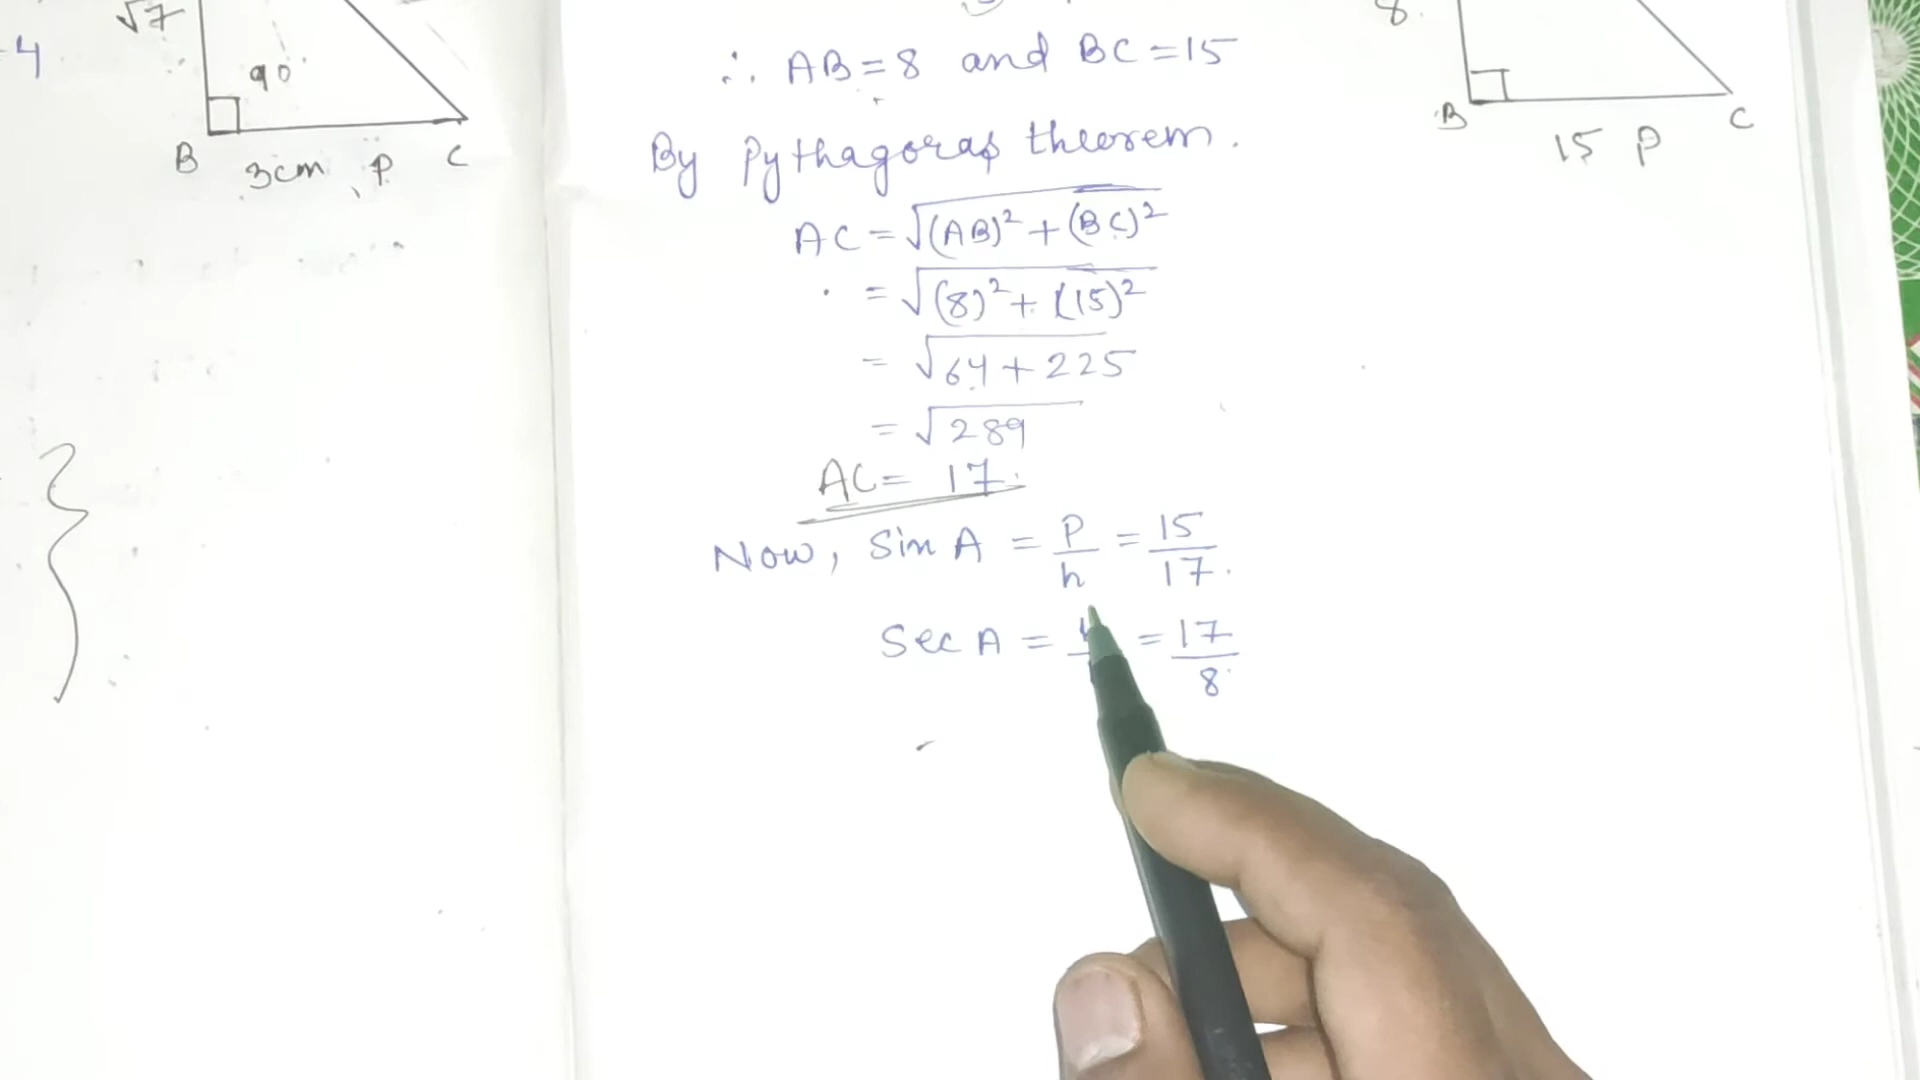 √7
4
90
B 3cm, P C
∴ AB = 8 and BC = 15
By Pythagoras theorem.
AC = √(AB)² + (BC)²
= √(8)² + (15)²
= √64 + 225
= √289
AC = 17.
Now, Sin A = P/h = 15/17.
Sec A = = 17/8.
8.
B C
15 P